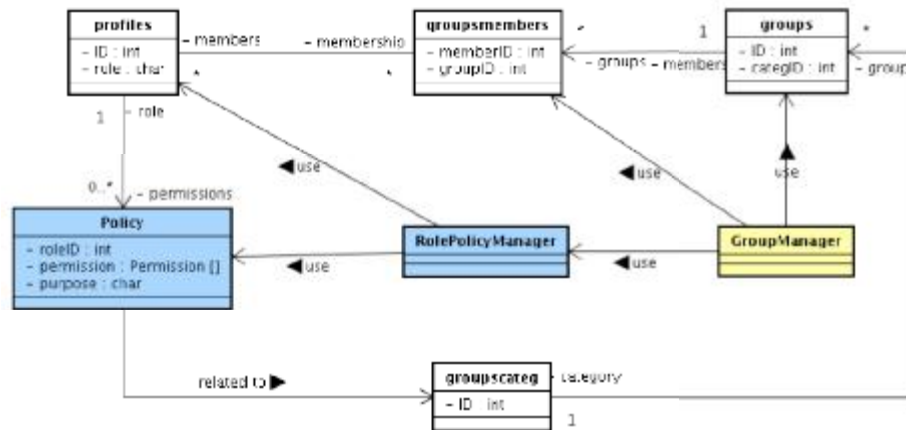 profiles
- ID : int
- role : char
- members
*
- membership
*
groupsmembers
- memberID : int
- groupID : int
*
- groups
1
- members
groups
- ID : int
- categID : int
*
- group
1
- role
0..*
- permissions
use
use
use
Policy
- roleID : int
- permission : Permission []
- purpose : char
use
RolePolicyManager
use
GroupManager
related to
groupscateg
- ID : int
- category
1